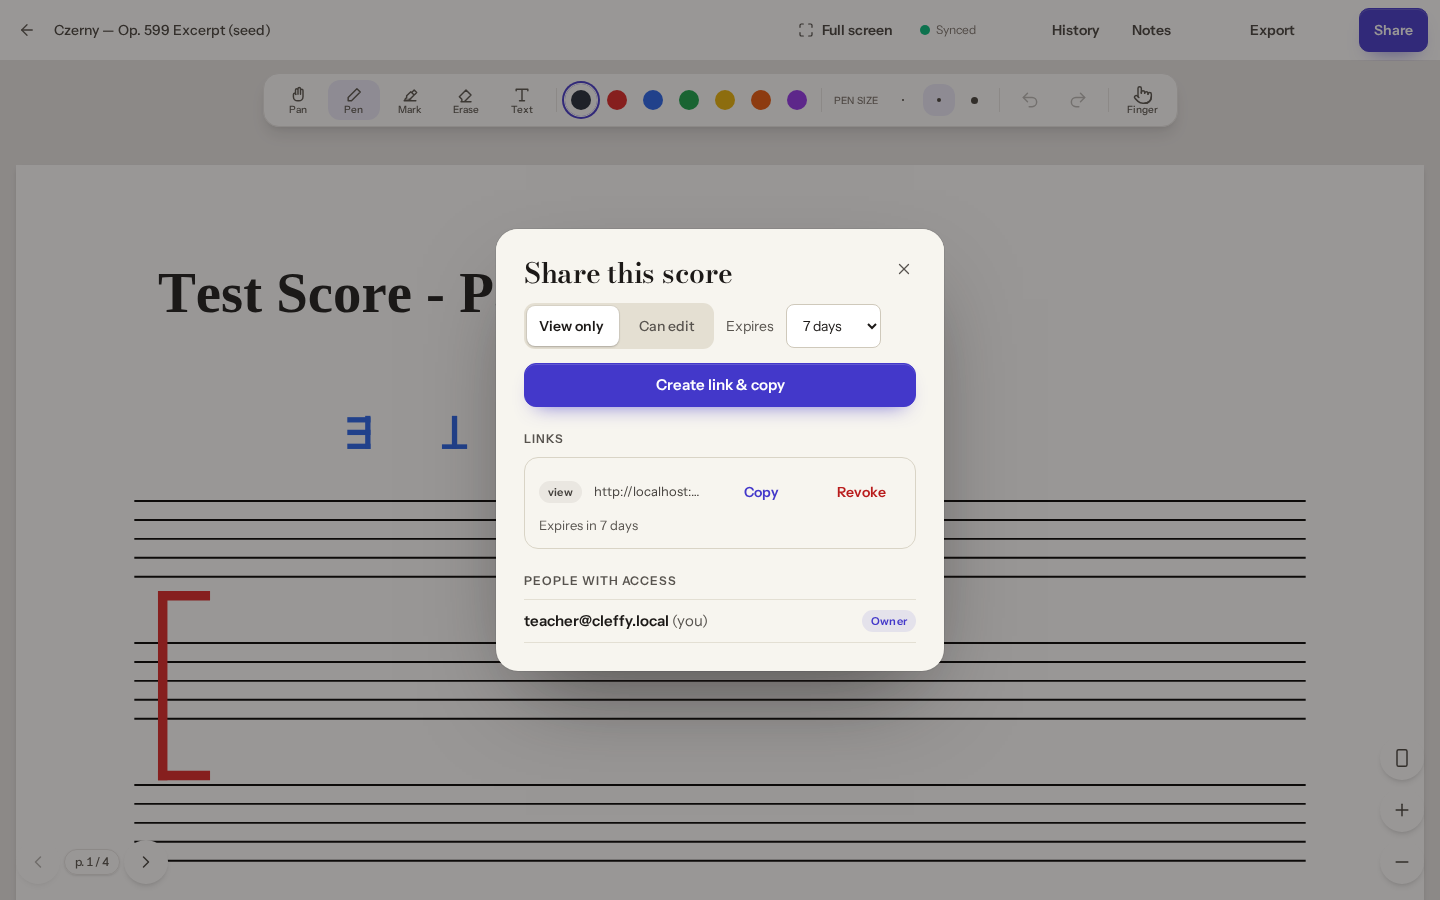 Czerny — Op. 599 Excerpt (seed)
Full screen
Synced
History
Notes
Export
Share
Pan
Pen
Mark
Erase
Text
PEN SIZE
Finger
Test Score - P
Share this score
View only
Can edit
Expires
7 days
Create link & copy
LINKS
view
http://localhost:...
Copy
Revoke
Expires in 7 days
PEOPLE WITH ACCESS
teacher@cleffy.local (you)
Owner
p. 1 / 4